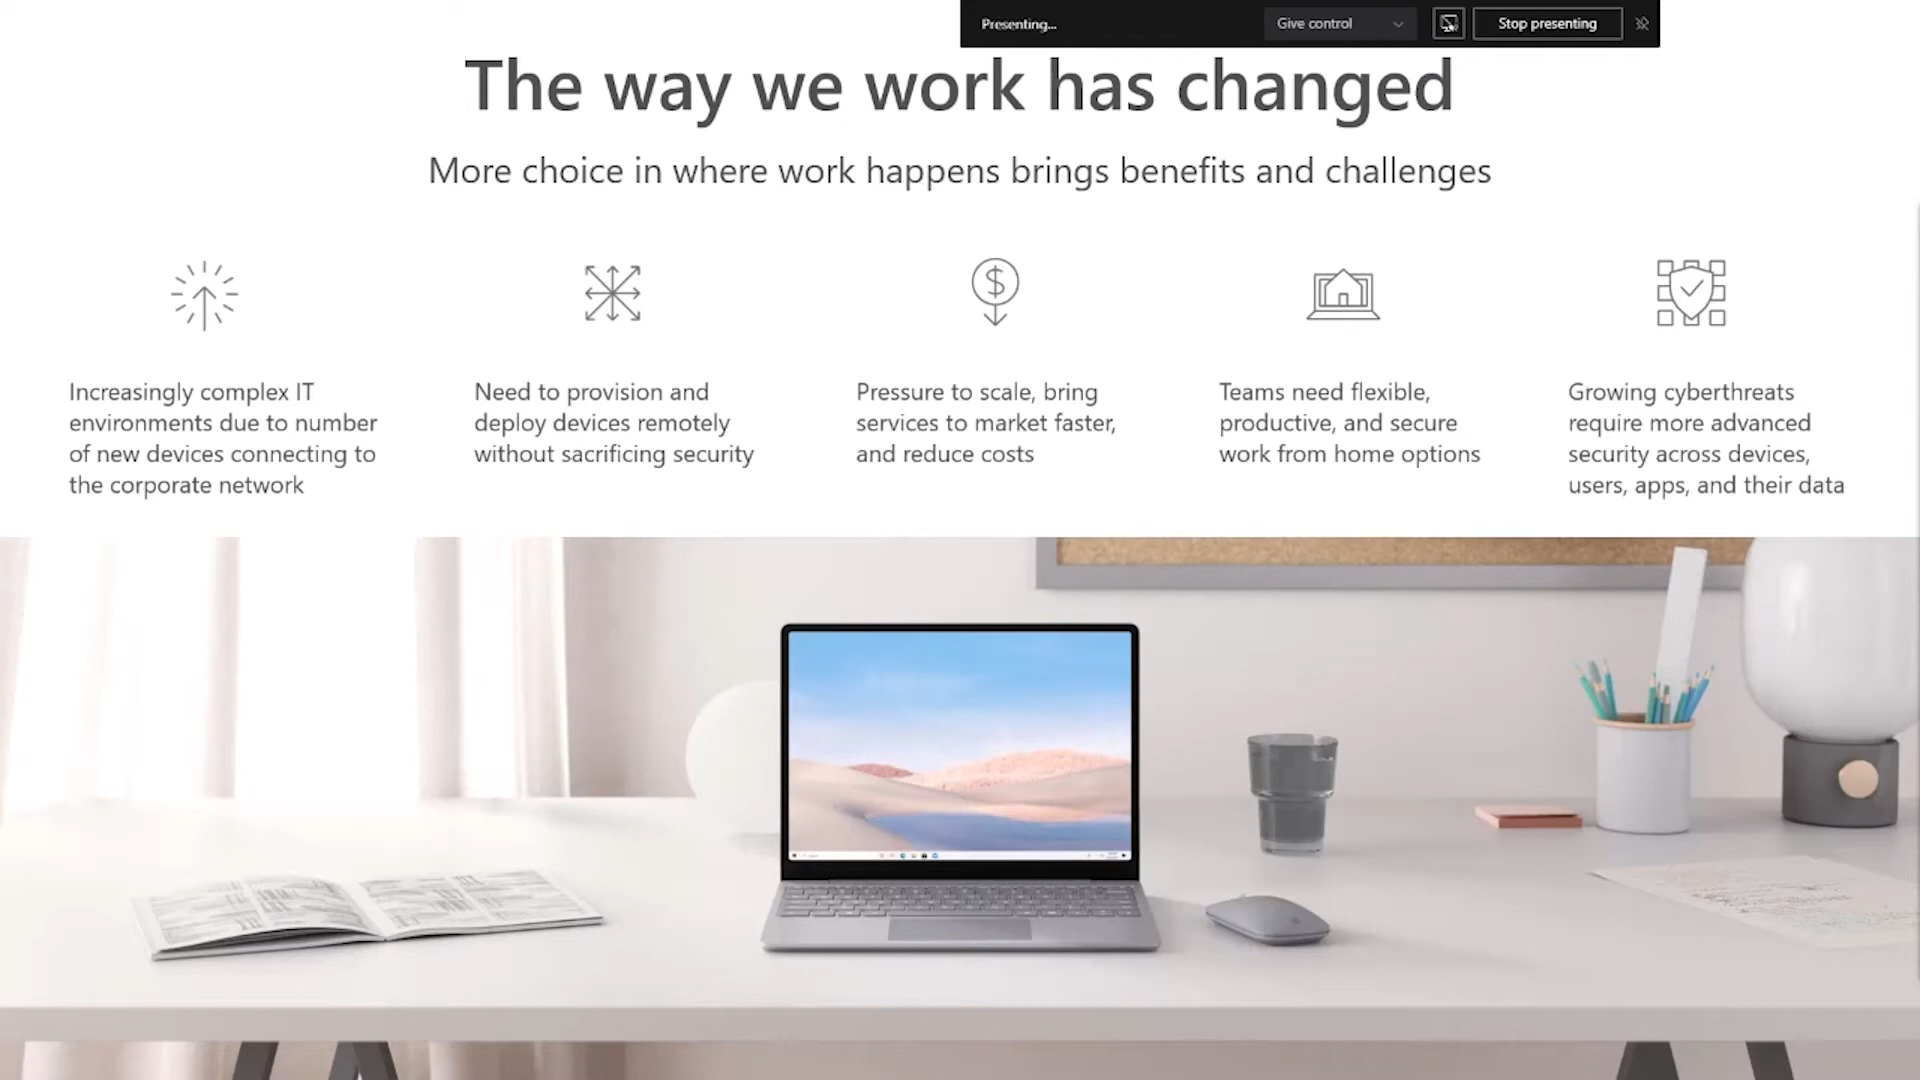 Presenting...
Give control
Stop presenting
The way we work has changed
More choice in where work happens brings benefits and challenges
Increasingly complex IT
environments due to number
of new devices connecting to
the corporate network
Need to provision and
deploy devices remotely
without sacrificing security
Pressure to scale, bring
services to market faster,
and reduce costs
Teams need flexible,
productive, and secure
work from home options
Growing cyberthreats
require more advanced
security across devices,
users, apps, and their data